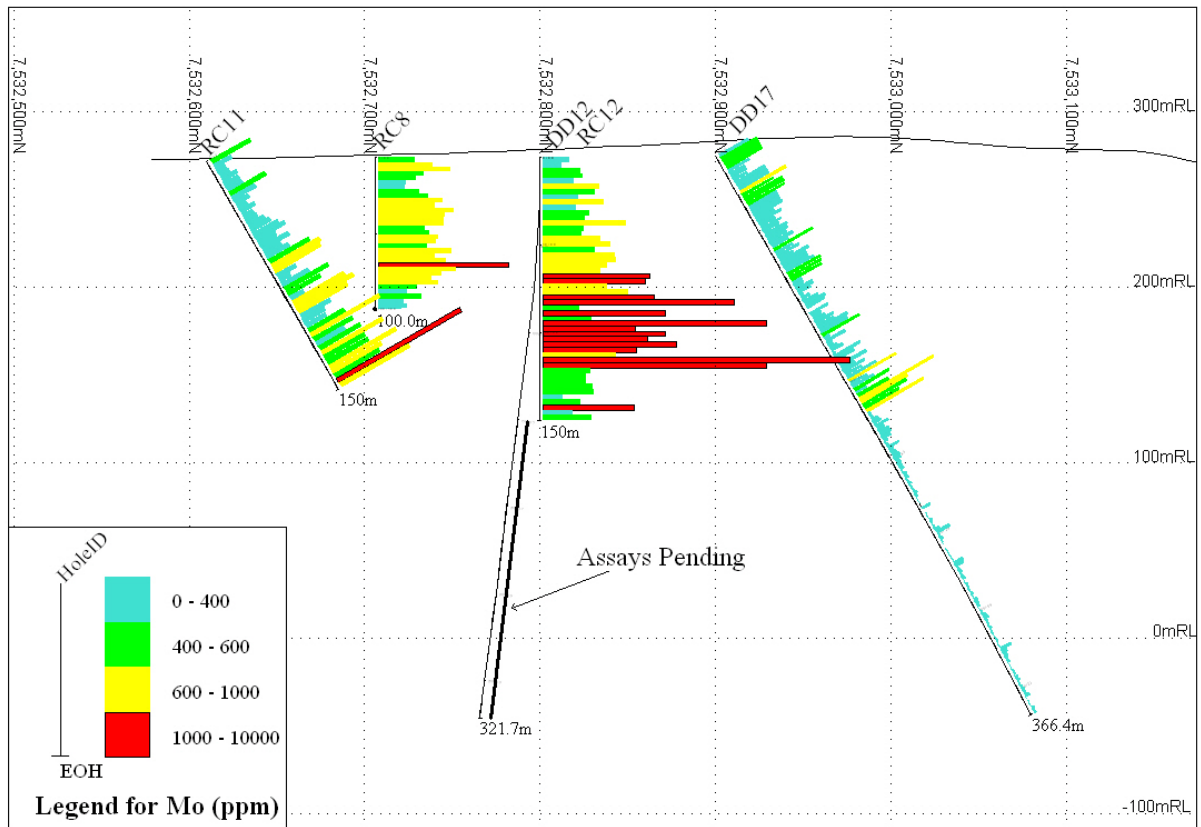 7,532,500mN
7,532,600mN
7,532,700mN
7,532,800mN
7,532,900mN
7,533,000mN
7,533,100mN
300mRL
RC11
RC8
DD12
RC12
DD17
200mRL
100.0m
150m
150m
100mRL
Assays Pending
0mRL
321.7m
366.4m
-100mRL
HoleID
0 - 400
400 - 600
600 - 1000
1000 - 10000
EOH
Legend for Mo (ppm)